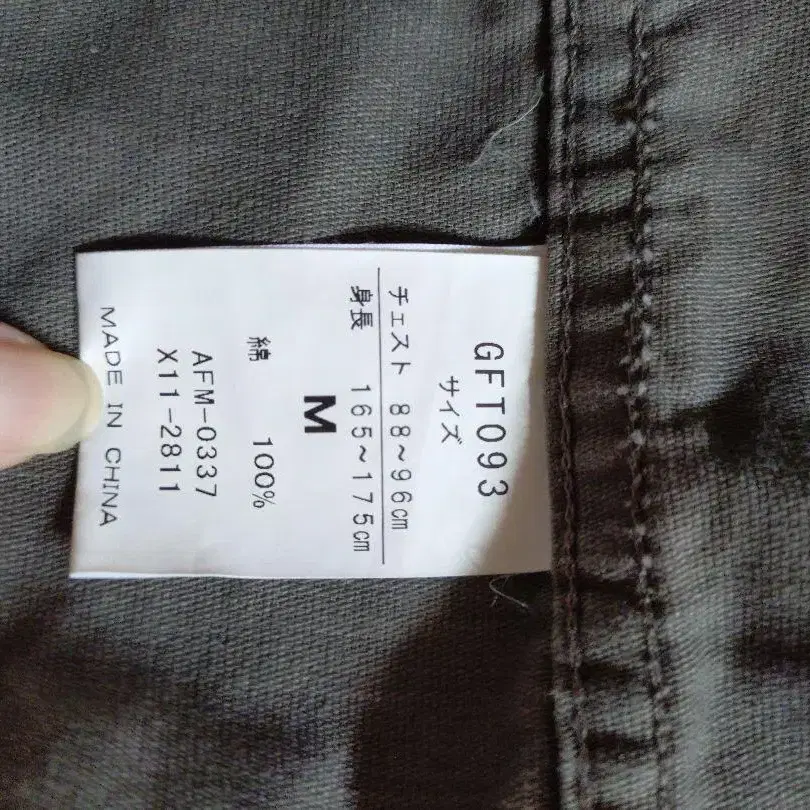 GFT093
サイズ
チェスト 88~96cm
身長 165~175cm
M
綿 100%
AFM-0337
X11-2811
MADE IN CHINA